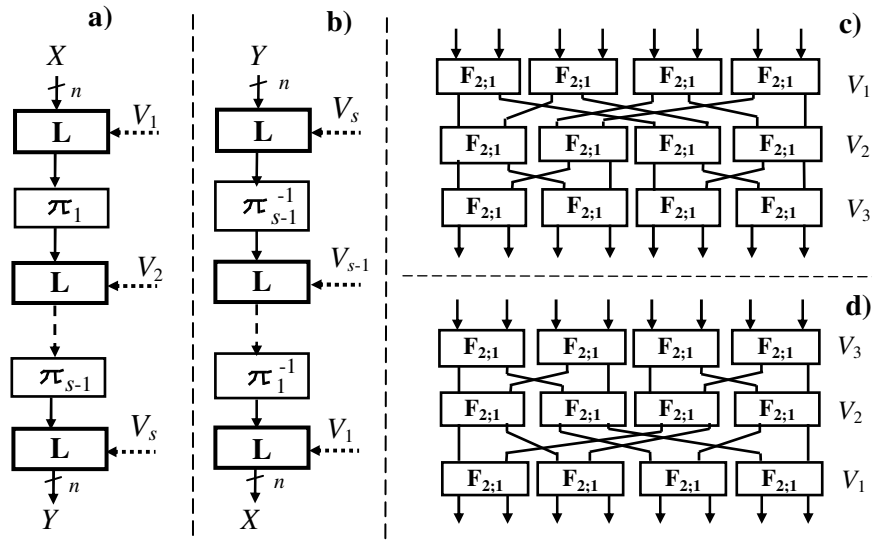 a)
X
n
L
V1
π1
L
V2
πs-1
L
Vs
n
Y
b)
Y
n
L
Vs
π-1s-1
L
Vs-1
π-11
L
V1
n
X
c)
F2;1 F2;1 F2;1 F2;1 V1
F2;1 F2;1 F2;1 F2;1 V2
F2;1 F2;1 F2;1 F2;1 V3
d)
F2;1 F2;1 F2;1 F2;1 V3
F2;1 F2;1 F2;1 F2;1 V2
F2;1 F2;1 F2;1 F2;1 V1